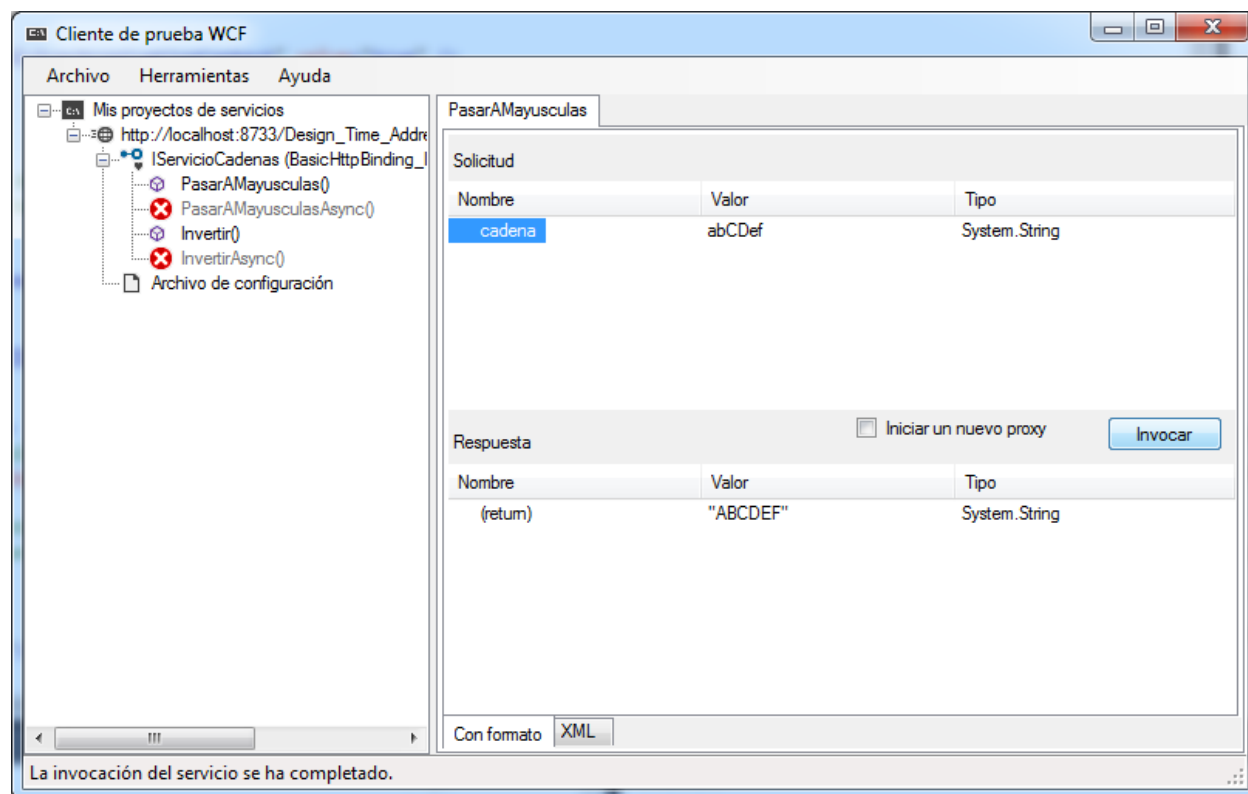 Cliente de prueba WCF
Archivo Herramientas Ayuda
Mis proyectos de servicios
http://localhost:8733/Design_Time_Addre
IServicioCadenas (BasicHttpBinding_I
PasarAMayusculas()
PasarAMayusculasAsync()
Invertir()
InvertirAsync()
Archivo de configuración
PasarAMayusculas
Solicitud
Nombre Valor Tipo
cadena abCDef System.String
Respuesta Iniciar un nuevo proxy Invocar
Nombre Valor Tipo
(return) "ABCDEF" System.String
Con formato XML
La invocación del servicio se ha completado.